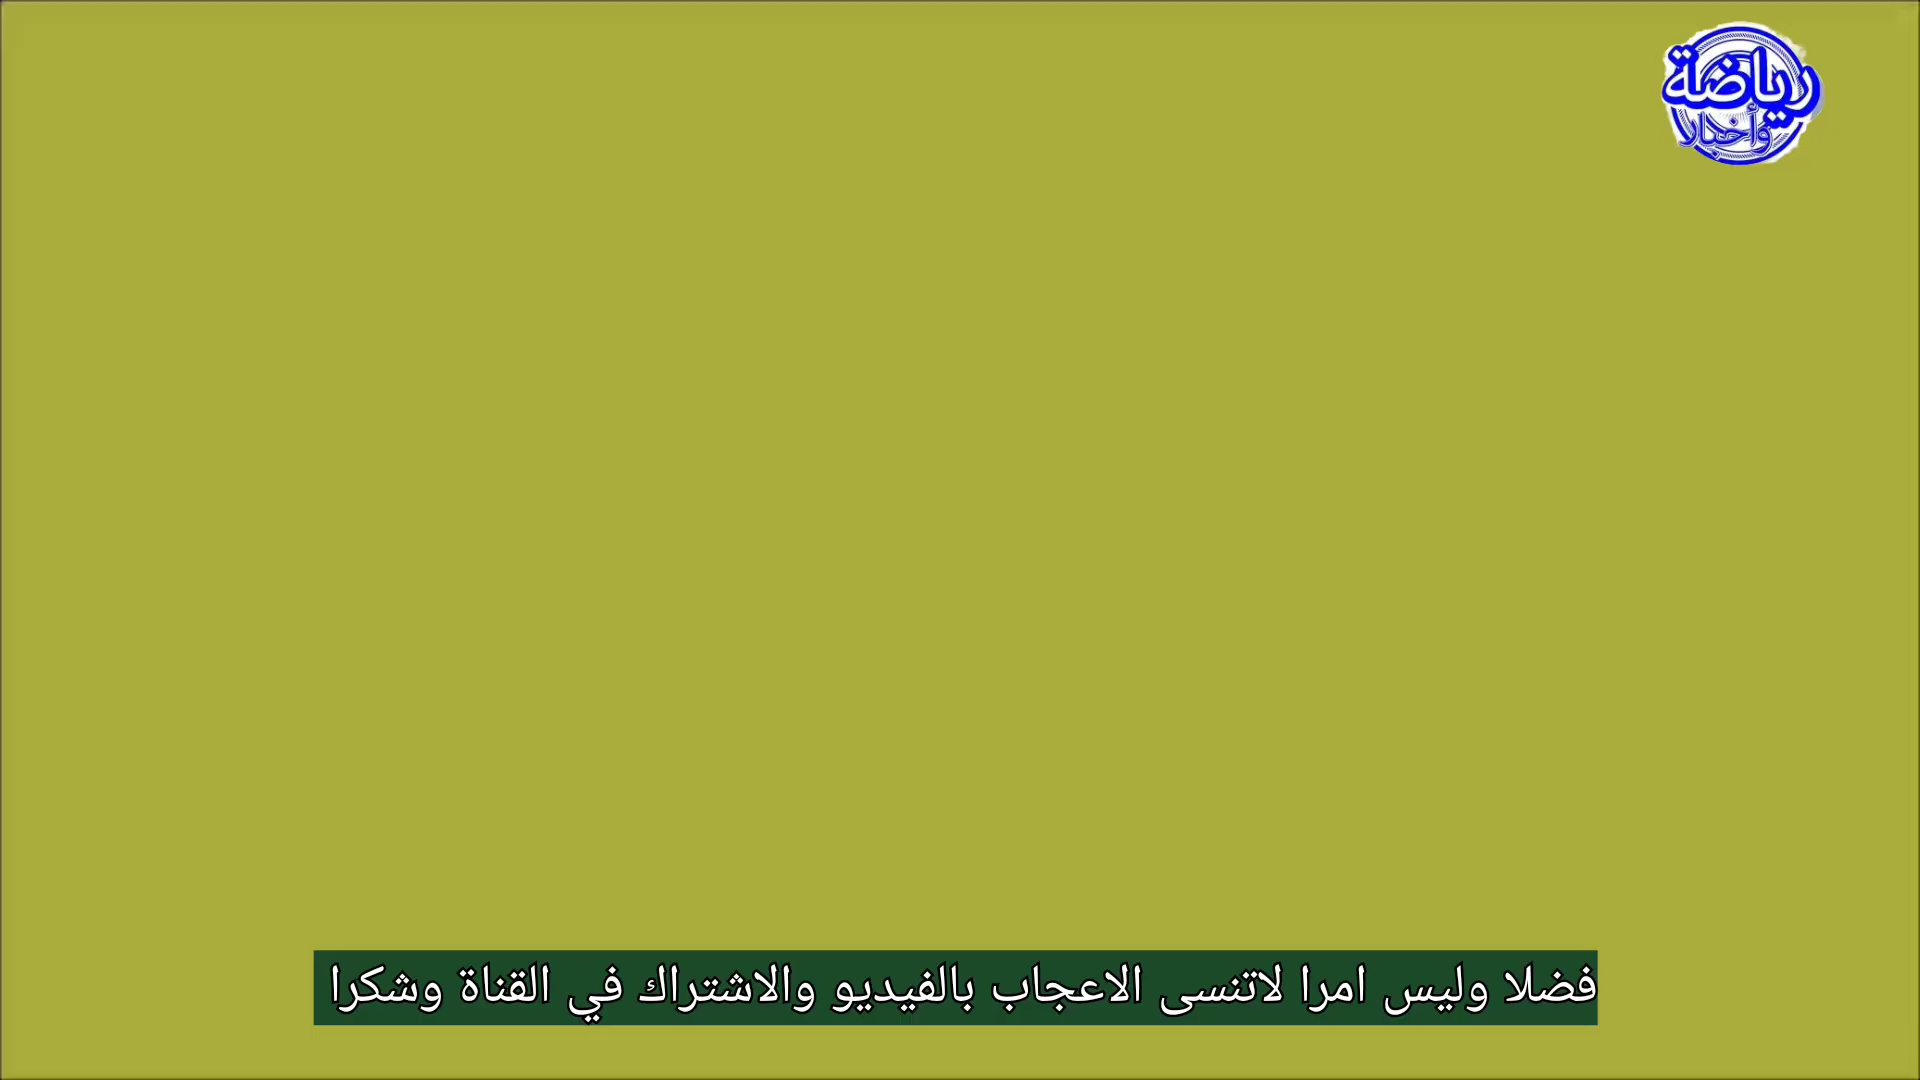 رياضة
وأخبار
فضلا وليس امرا لاتنسى الاعجاب بالفيديو والاشتراك في القناة وشكرا